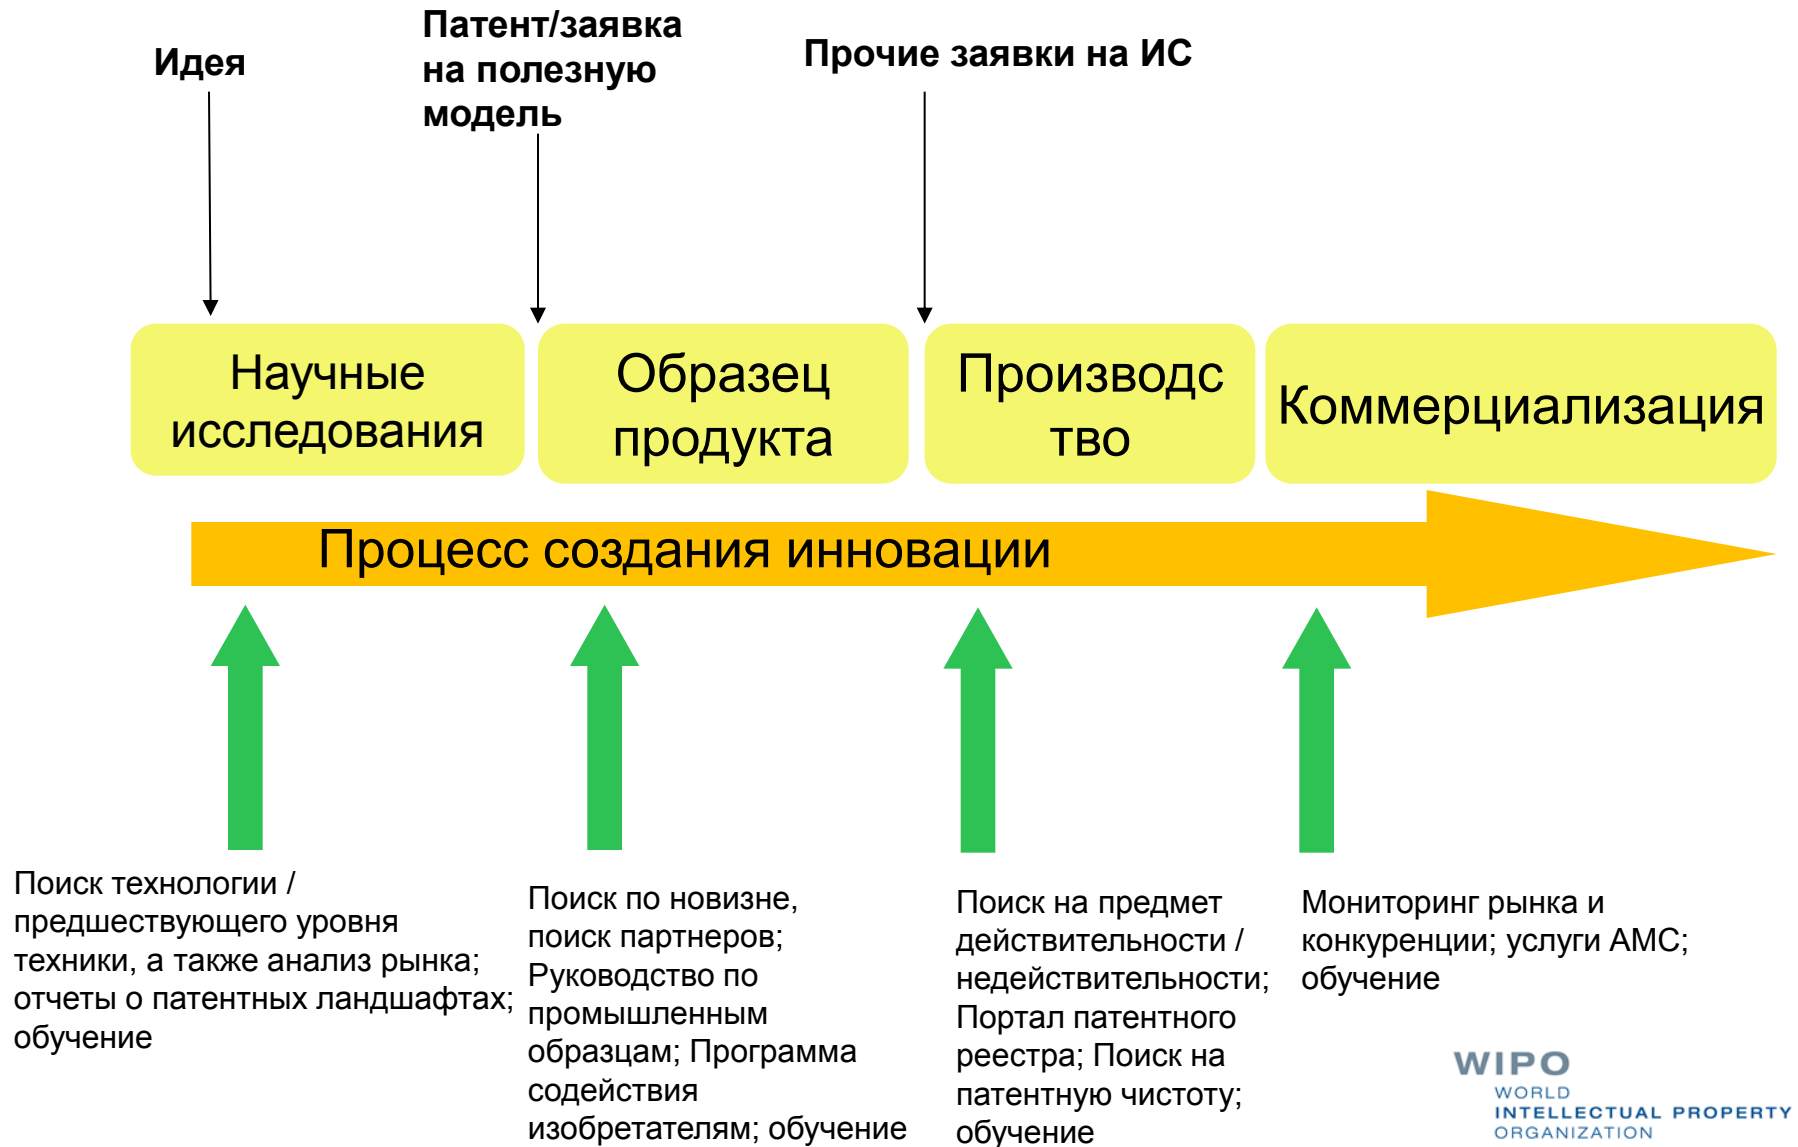 Идея
Патент/заявка
на полезную
модель
Прочие заявки на ИС
Научные
исследования
Образец
продукта
Производс
тво
Коммерциализация
Процесс создания инновации
Поиск технологии /
предшествующего уровня
техники, а также анализ рынка;
отчеты о патентных ландшафтах;
обучение
Поиск по новизне,
поиск партнеров;
Руководство по
промышленным
образцам; Программа
содействия
изобретателям; обучение
Поиск на предмет
действительности /
недействительности;
Портал патентного
реестра; Поиск на
патентную чистоту;
обучение
Мониторинг рынка и
конкуренции; услуги АМС;
обучение
WIPO
WORLD
INTELLECTUAL PROPERTY
ORGANIZATION